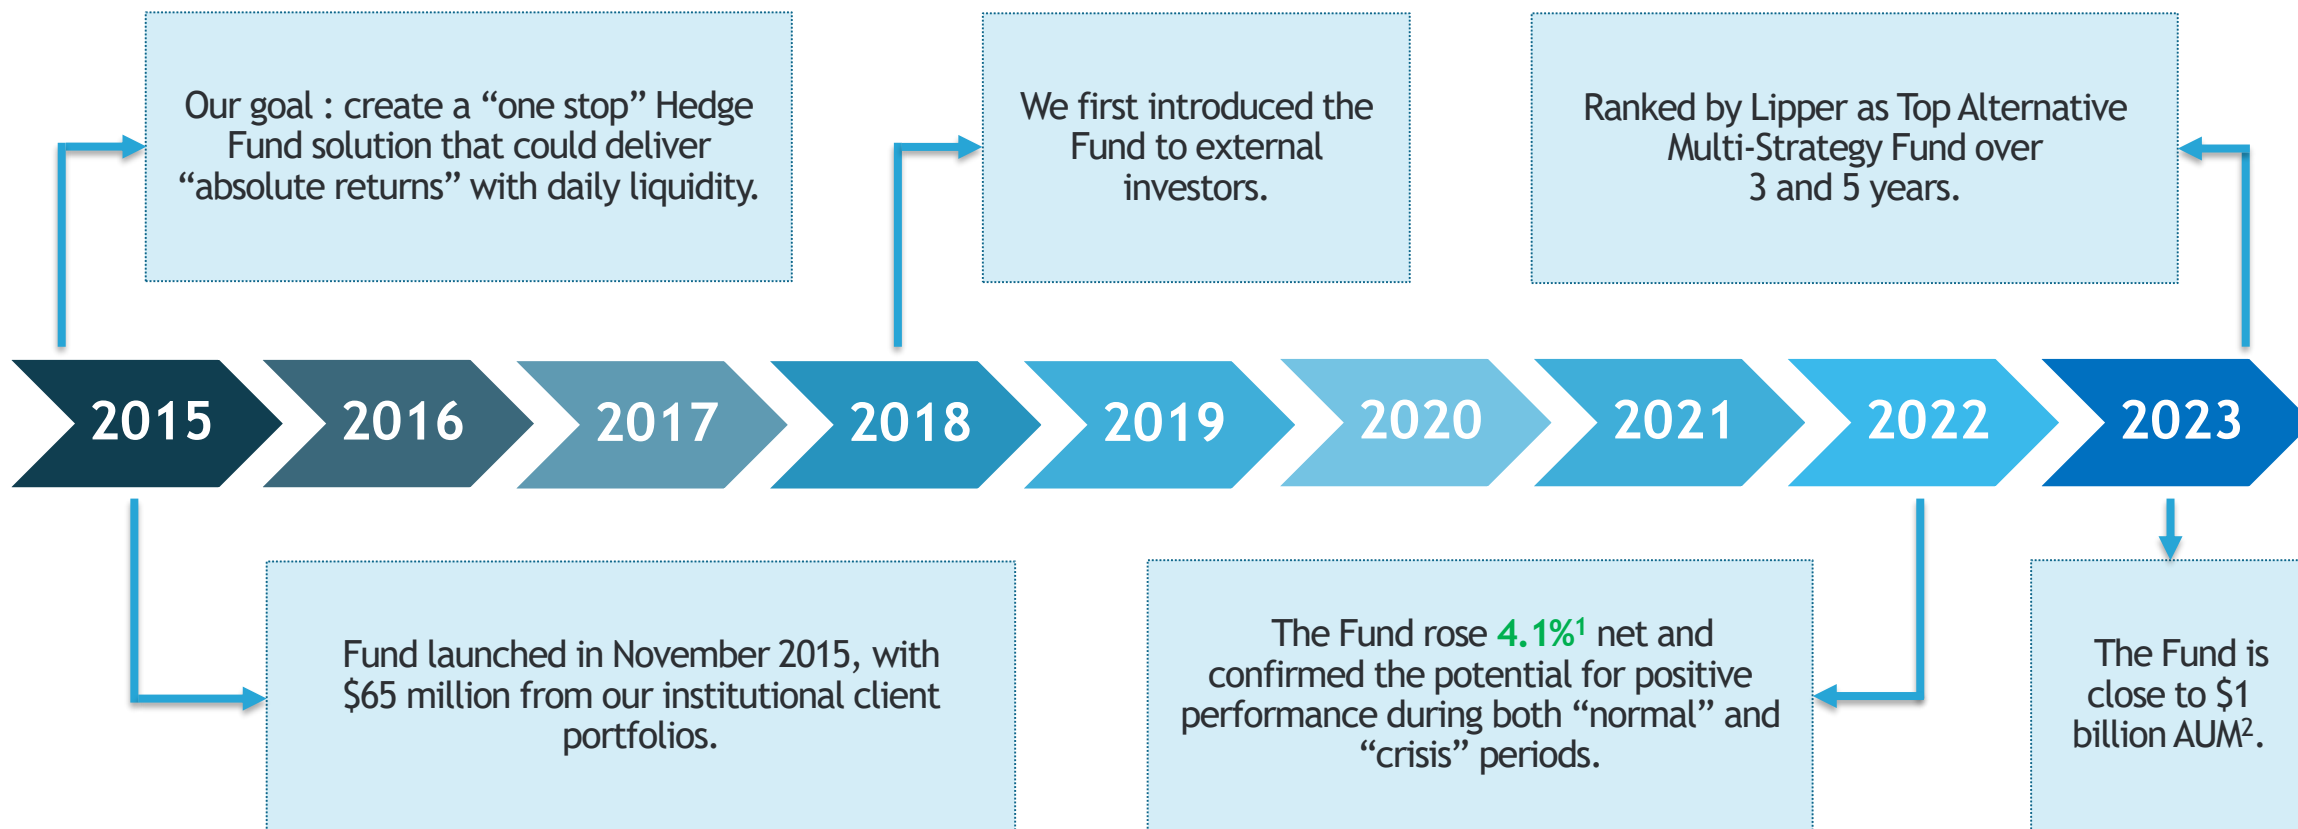 Our goal : create a “one stop” Hedge
Fund solution that could deliver
“absolute returns” with daily liquidity.
We first introduced the
Fund to external
investors.
Ranked by Lipper as Top Alternative
Multi-Strategy Fund over
3 and 5 years.
2015
2016
2017
2018
2019
2020
2021
2022
2023
Fund launched in November 2015, with
$65 million from our institutional client
portfolios.
The Fund rose 4.1%¹ net and
confirmed the potential for positive
performance during both “normal” and
“crisis” periods.
The Fund is
close to $1
billion AUM².